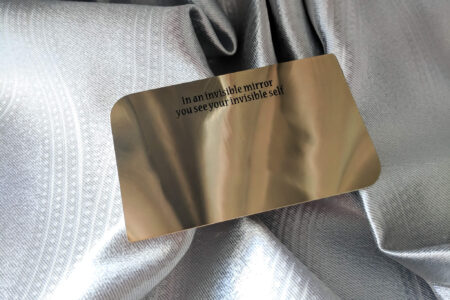 In an invisible mirror
you see your invisible self